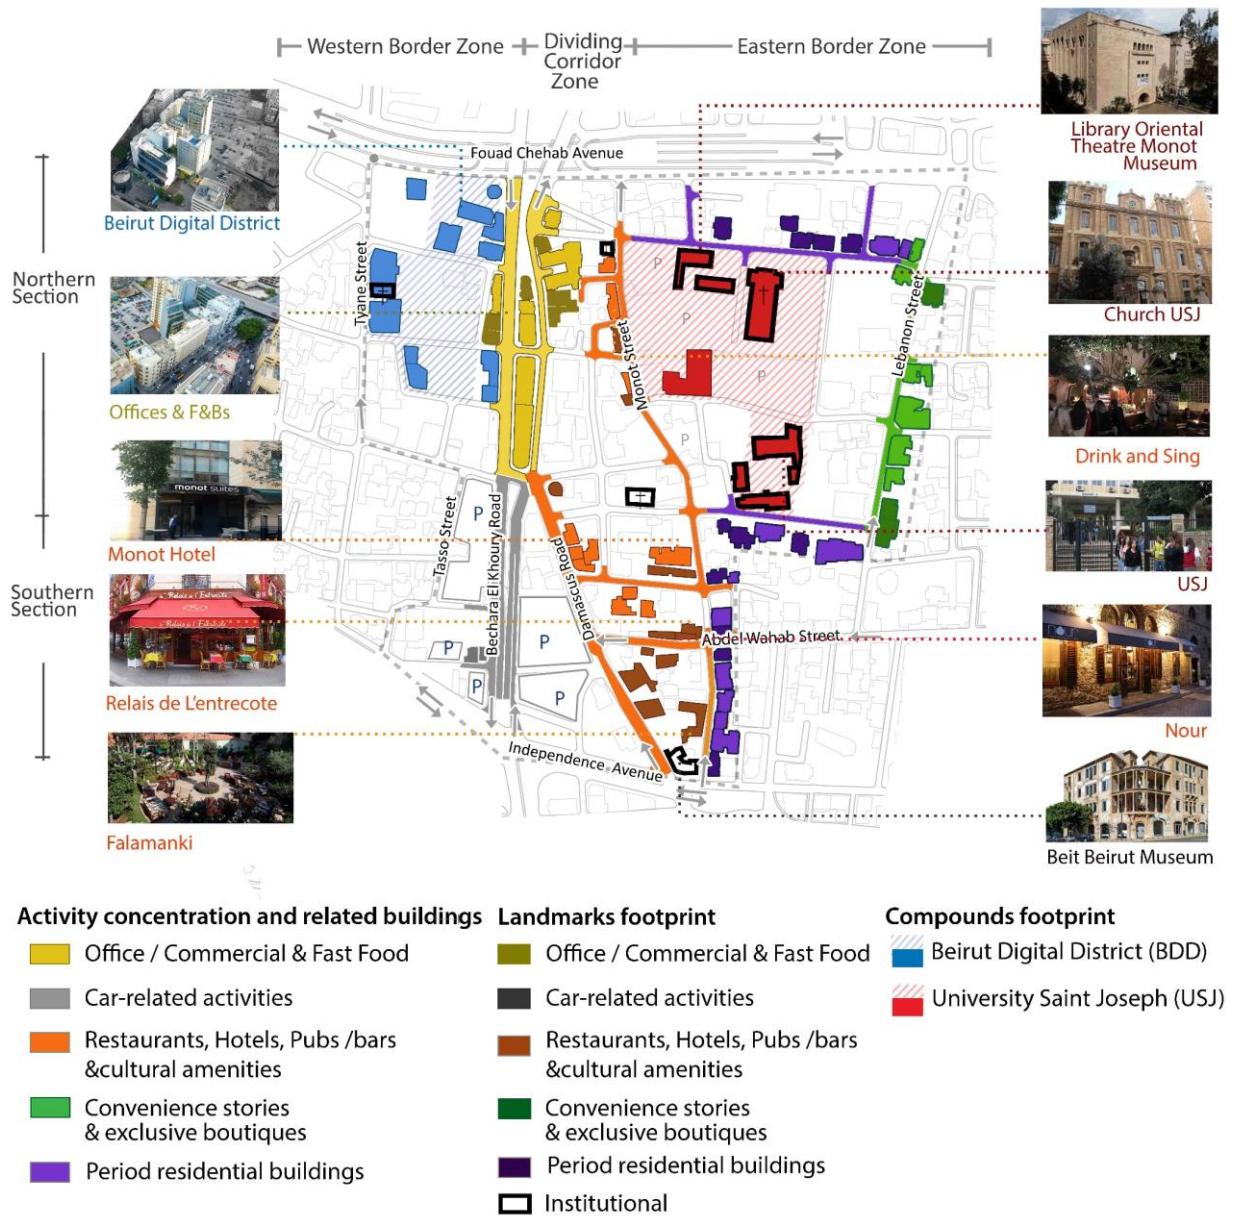 Western Border Zone
Dividing
Corridor
Zone
Eastern Border Zone
Northern
Section
Southern
Section
Beirut Digital District
Offices & F&Bs
monot suites
Monot Hotel
Relais de L'entrecote
Falamanki
Library Oriental
Theatre Monot
Museum
Church USJ
Drink and Sing
USJ
Nour
Beit Beirut Museum
Fouad Chehab Avenue
Tyane Street
Monot Street
Lebanon Street
Tasso Street
Bechara El Khoury Road
Damascus Road
Abdel Wahab Street
Independence Avenue
P
P
P
P
P
P
P
P
P
P
Activity concentration and related buildings
Office / Commercial & Fast Food
Car-related activities
Restaurants, Hotels, Pubs /bars
&cultural amenities
Convenience stories
& exclusive boutiques
Period residential buildings
Landmarks footprint
Office / Commercial & Fast Food
Car-related activities
Restaurants, Hotels, Pubs /bars
&cultural amenities
Convenience stories
& exclusive boutiques
Period residential buildings
Institutional
Compounds footprint
Beirut Digital District (BDD)
University Saint Joseph (USJ)